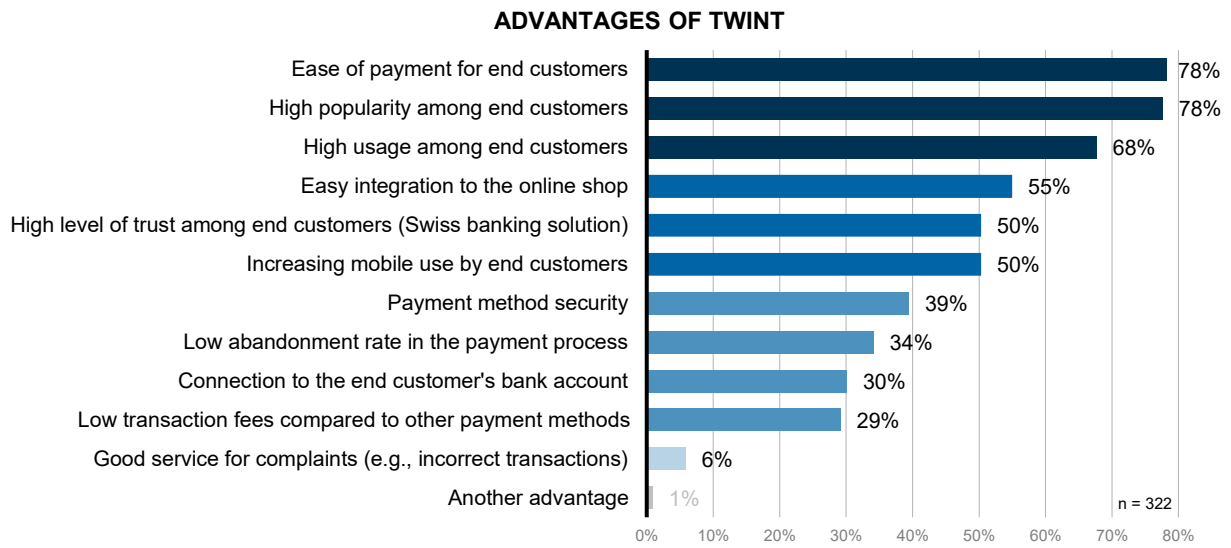 ADVANTAGES OF TWINT
Ease of payment for end customers 78%
High popularity among end customers 78%
High usage among end customers 68%
Easy integration to the online shop 55%
High level of trust among end customers (Swiss banking solution) 50%
Increasing mobile use by end customers 50%
Payment method security 39%
Low abandonment rate in the payment process 34%
Connection to the end customer's bank account 30%
Low transaction fees compared to other payment methods 29%
Good service for complaints (e.g., incorrect transactions) 6%
Another advantage 1%
n = 322
0% 10% 20% 30% 40% 50% 60% 70% 80%